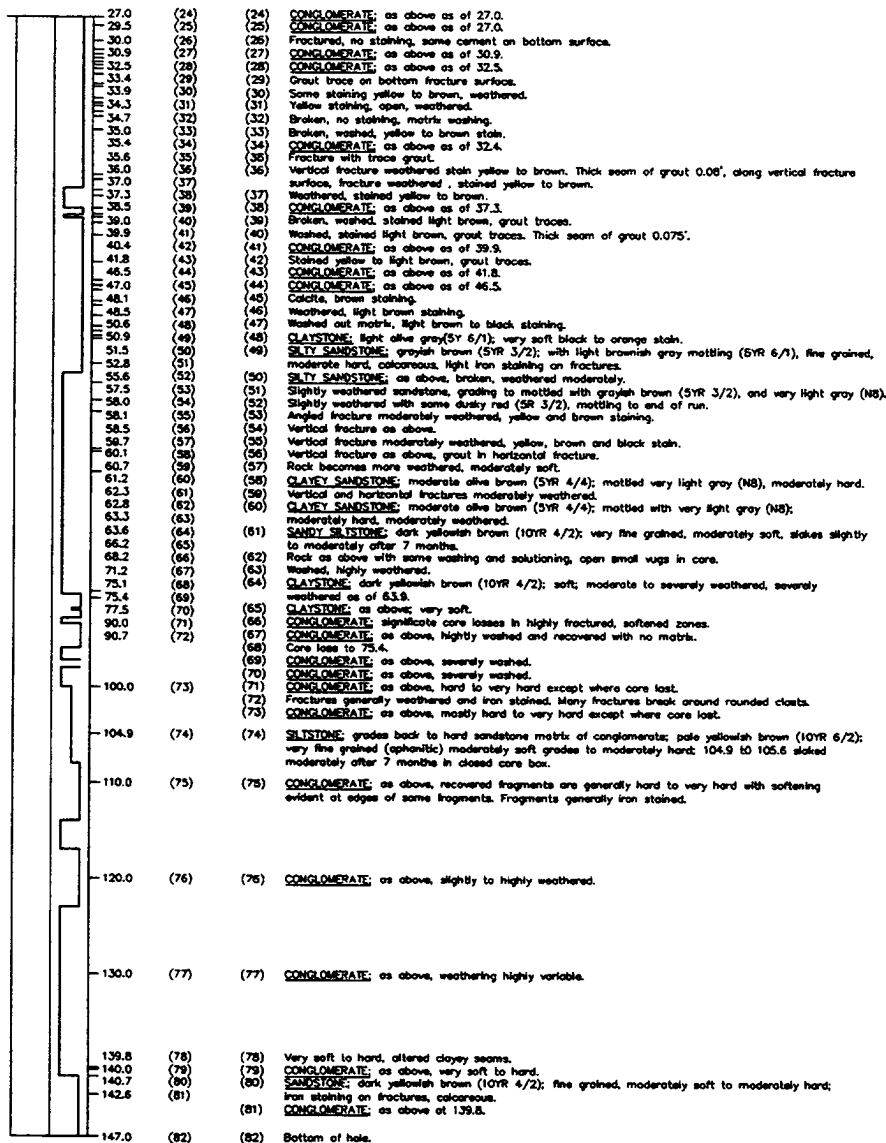 27.0 (24) (24) CONGLOMERATE: as above as of 27.0.
29.5 (25) (25) CONGLOMERATE: as above as of 27.0.
30.0 (26) (26) Fractured, no staining, some cement on bottom surface.
30.9 (27) (27) CONGLOMERATE: as above as of 30.9.
32.5 (28) (28) CONGLOMERATE: as above as of 32.5.
33.4 (29) (29) Grout trace on bottom fracture surface.
33.9 (30) (30) Some staining yellow to brown, weathered.
34.3 (31) (31) Yellow staining, open, weathered.
34.7 (32) (32) Broken, no staining, matrix washing.
35.0 (33) (33) Broken, washed, yellow to brown stain.
35.4 (34) (34) CONGLOMERATE: as above as of 32.4.
35.6 (35) (35) Fracture with trace grout.
36.0 (36) (36) Vertical fracture weathered stain yellow to brown. Thick seam of grout 0.06', along vertical fracture
37.0 (37) surface, fracture weathered , stained yellow to brown.
37.3 (38) (37) Weathered, stained yellow to brown.
38.5 (39) (38) CONGLOMERATE: as above as of 37.3.
39.0 (40) (39) Broken, washed, stained light brown, grout traces.
39.9 (41) (40) Washed, stained light brown, grout traces. Thick seam of grout 0.075'.
40.4 (42) (41) CONGLOMERATE: as above as of 39.9.
41.8 (43) (42) Stained yellow to light brown, grout traces.
46.5 (44) (43) CONGLOMERATE: as above as of 41.8.
47.0 (45) (44) CONGLOMERATE: as above as of 46.5.
48.1 (46) (45) Calcite, brown staining.
48.5 (47) (46) Weathered, light brown staining.
50.6 (48) (47) Washed out matrix, light brown to black staining.
50.9 (49) (48) CLAYSTONE: light olive gray(5Y 6/1); very soft black to orange stain.
51.5 (50) (49) SILTY SANDSTONE: grayish brown (5YR 3/2); with light brownish gray mottling (5YR 6/1), fine grained,
52.8 (51) moderate hard, calcareous, light iron staining on fractures.
55.6 (52) (50) SILTY SANDSTONE: as above, broken, weathered moderately.
57.5 (53) (51) Slightly weathered sandstone, grading to mottled with grayish brown (5YR 3/2), and very light gray (N8).
58.0 (54) (52) Slightly weathered with some dusky red (5R 3/2), mottling to end of run.
58.1 (55) (53) Angled fracture moderately weathered, yellow and brown staining.
58.5 (56) (54) Vertical fracture as above.
59.7 (57) (55) Vertical fracture moderately weathered, yellow, brown and black stain.
60.1 (58) (56) Vertical fracture as above, grout in horizontal fracture.
60.7 (59) (57) Rock becomes more weathered, moderately soft.
61.2 (60) (58) CLAYEY SANDSTONE: moderate olive brown (5YR 4/4); mottled very light gray (N8), moderately hard.
62.3 (61) (59) Vertical and horizontal fractures moderately weathered.
62.8 (62) (60) CLAYEY SANDSTONE: moderate olive brown (5YR 4/4); mottled with very light gray (N8);
63.3 (63) moderately hard, moderately weathered.
63.6 (64) (61) SANDY SILTSTONE: dark yellowish brown (10YR 4/2); very fine grained, moderately soft, slakes slightly
66.2 (65) to moderately after 7 months.
68.2 (66) (62) Rock as above with some washing and solutioning, open small vugs in core.
71.2 (67) (63) Washed, highly weathered.
75.1 (68) (64) CLAYSTONE: dark yellowish brown (10YR 4/2); soft; moderate to severely weathered, severely
75.4 (69) weathered as of 63.9.
77.5 (70) (65) CLAYSTONE: as above; very soft.
90.0 (71) (66) CONGLOMERATE: significate core losses in highly fractured, softened zones.
90.7 (72) (67) CONGLOMERATE: as above, hightly washed and recovered with no matrix.
(68) Core loss to 75.4.
(69) CONGLOMERATE: as above, severely washed.
(70) CONGLOMERATE: as above, severely washed.
100.0 (73) (71) CONGLOMERATE: as above, hard to very hard except where core lost.
(72) Fractures generally weathered and iron stained. Many fractures break around rounded clasts.
(73) CONGLOMERATE: as above, mostly hard to very hard except where core lost.
104.9 (74) (74) SILTSTONE: grades back to hard sandstone matrix of conglomerate; pale yellowish brown (10YR 6/2);
very fine grained (aphanitic) moderately soft grades to moderately hard; 104.9 to 105.6 slaked
moderately after 7 months in closed core box.
110.0 (75) (75) CONGLOMERATE: as above, recovered fragments are generally hard to very hard with softening
evident at edges of some fragments. Fragments generally iron stained.
120.0 (76) (76) CONGLOMERATE: as above, slightly to highly weathered.
130.0 (77) (77) CONGLOMERATE: as above, weathering highly variable.
139.8 (78) (78) Very soft to hard, altered clayey seams.
140.0 (79) (79) CONGLOMERATE: as above, very soft to hard.
140.7 (80) (80) SANDSTONE: dark yellowish brown (10YR 4/2); fine grained, moderately soft to moderately hard;
142.6 (81) iron staining on fractures, calcareous.
(81) CONGLOMERATE: as above at 139.8.
147.0 (82) (82) Bottom of hole.